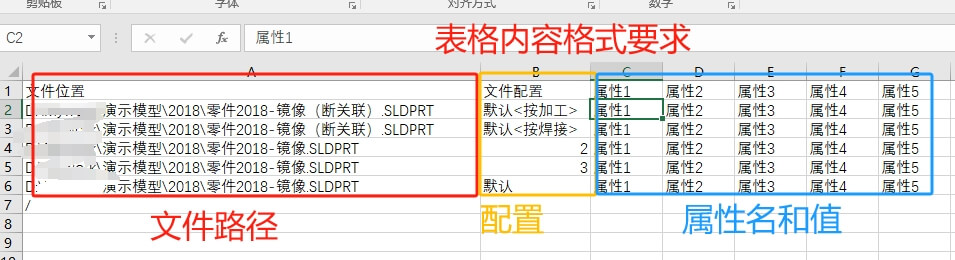 剪贴板 字体 对齐方式 数字
C2 fx 属性1
表格内容格式要求
A B C D E F G
1 文件位置 文件配置 属性1 属性2 属性3 属性4 属性5
2 演示模型\2018\零件2018-镜像（断关联）.SLDPRT 默认<按加工> 属性1 属性2 属性3 属性4 属性5
3 演示模型\2018\零件2018-镜像（断关联）.SLDPRT 默认<按焊接> 属性1 属性2 属性3 属性4 属性5
4 演示模型\2018\零件2018-镜像.SLDPRT 2 属性1 属性2 属性3 属性4 属性5
5 演示模型\2018\零件2018-镜像.SLDPRT 3 属性1 属性2 属性3 属性4 属性5
6 演示模型\2018\零件2018-镜像.SLDPRT 默认 属性1 属性2 属性3 属性4 属性5
7 /
8
9
文件路径 配置 属性名和值